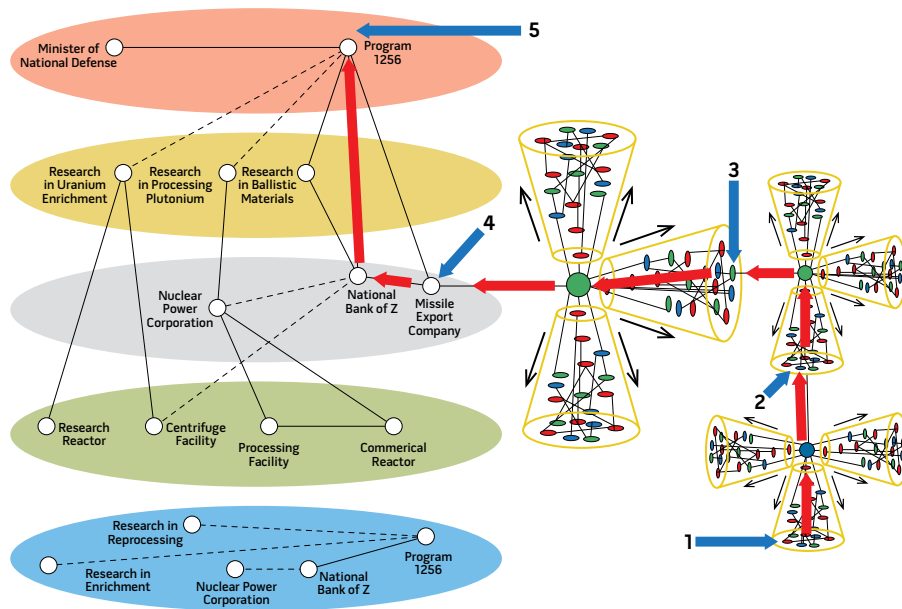 5
Minister of
National Defense
Program
1256
3
Research
in Uranium
Enrichment
Research
in Processing
Plutonium
Research
in Ballistic
Materials
4
National
Bank of Z
Missile
Export
Company
Nuclear
Power
Corporation
2
Research
Reactor
Centrifuge
Facility
Processing
Facility
Commerical
Reactor
1
Research in
Reprocessing
Research in
Enrichment
Nuclear Power
Corporation
National
Bank of Z
Program
1256